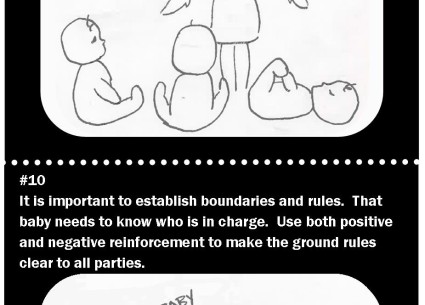 #10
It is important to establish boundaries and rules.  That
baby needs to know who is in charge.  Use both positive
and negative reinforcement to make the ground rules
clear to all parties.
BABY